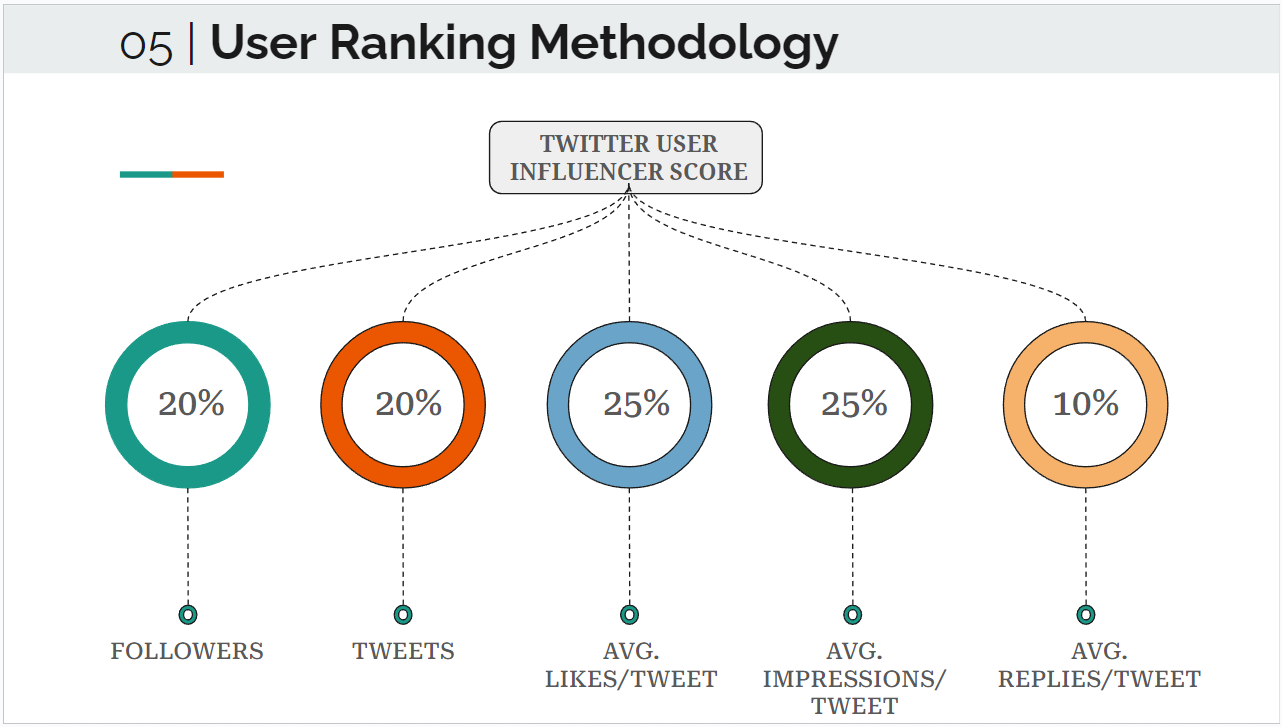 05 | User Ranking Methodology
TWITTER USER
INFLUENCER SCORE
20%
20%
25%
25%
10%
FOLLOWERS
TWEETS
AVG.
LIKES/TWEET
AVG.
IMPRESSIONS/
TWEET
AVG.
REPLIES/TWEET